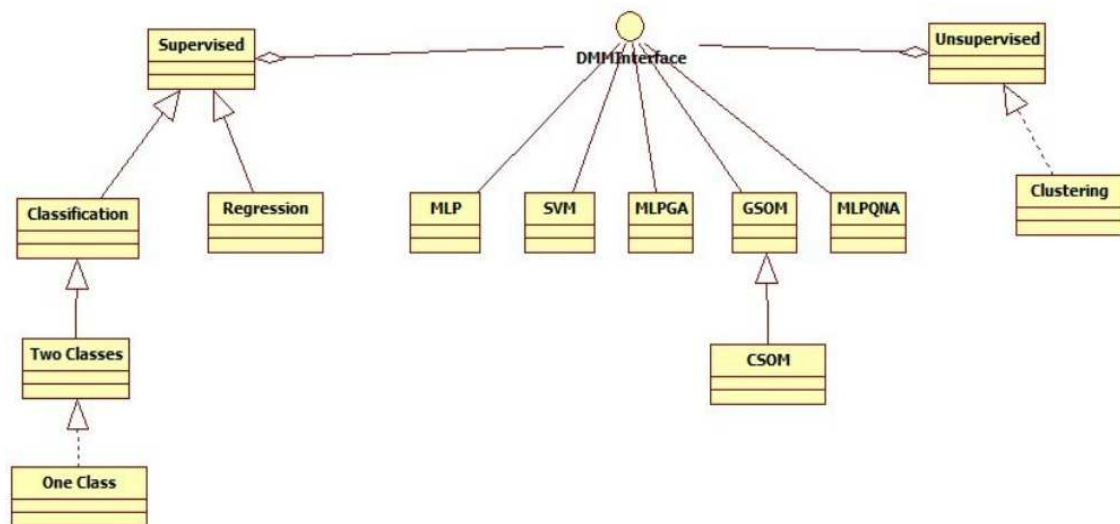 Supervised
DMMInterface
Unsupervised
Classification
Regression
MLP
SVM
MLPGA
GSOM
MLPQNA
Clustering
Two Classes
CSOM
One Class